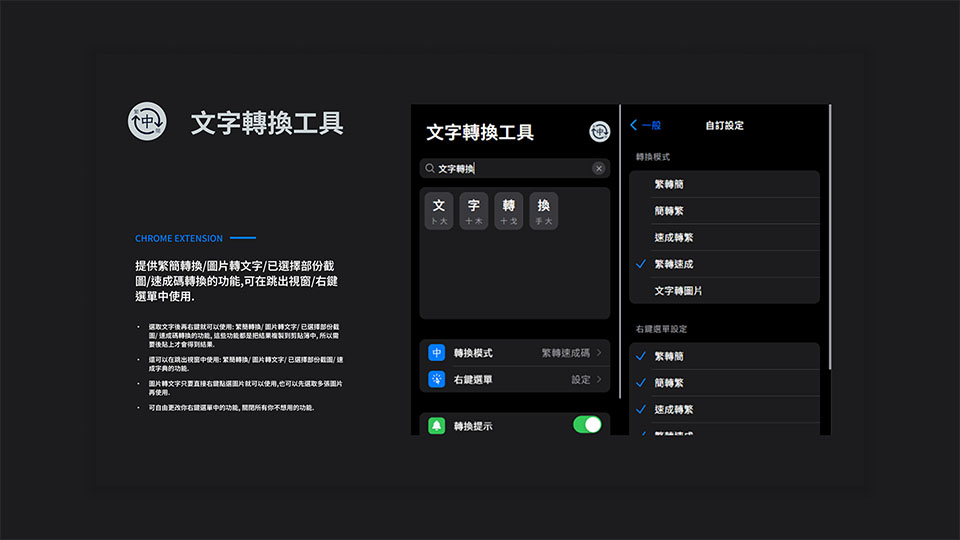 文字轉換工具
CHROME EXTENSION
提供繁簡轉換/圖片轉文字/已選擇部份截
圖/速成碼轉換的功能,可在跳出視窗/右鍵
選單中使用.
• 選取文字後再右鍵就可以使用: 繁簡轉換/ 圖片轉文字/ 已選擇部份截
圖/ 速成碼轉換的功能, 這些功能都是把結果複製到剪貼簿中, 所以需
要後貼上才會得到結果.
• 還可以在跳出視窗中使用: 繁簡轉換/ 圖片轉文字/ 已選擇部份截圖/ 速
成字典的功能.
• 圖片轉文字只要直接右鍵點選圖片就可以使用,也可以先選取多張圖片
再使用.
• 可自由更改你右鍵選單中的功能, 關閉所有你不想用的功能.
文字轉換工具
文字轉換
文 字 轉 換
卜大 十木 十戈 手大
中 轉換模式 繁轉速成碼
右鍵選單 設定
轉換提示
一般 自訂設定
轉換模式
繁轉簡
簡轉繁
速成轉繁
繁轉速成
文字轉圖片
右鍵選單設定
繁轉簡
簡轉繁
速成轉繁
繁轉速成